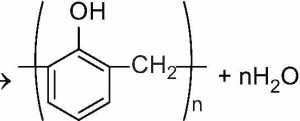 OH
CH₂
n
+ nH₂O